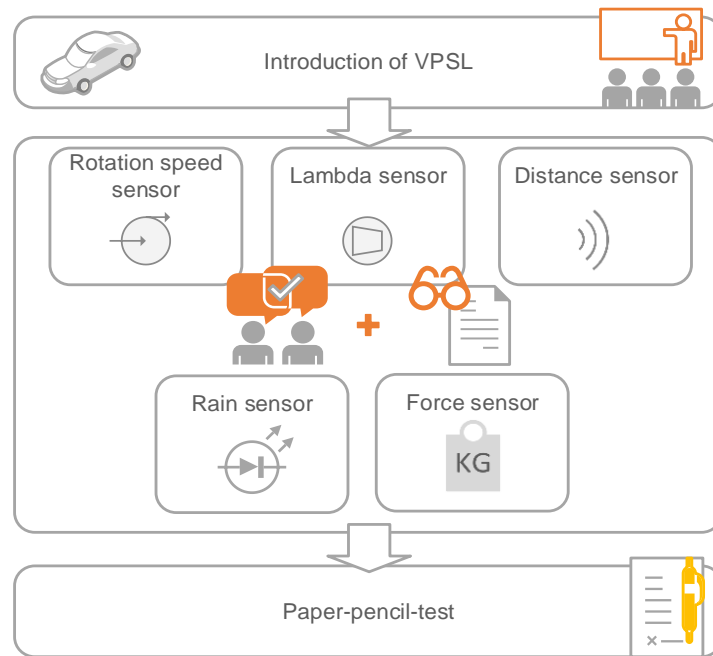 Introduction of VPSL
Rotation speed
sensor
Lambda sensor
Distance sensor
Rain sensor
Force sensor
KG
Paper-pencil-test